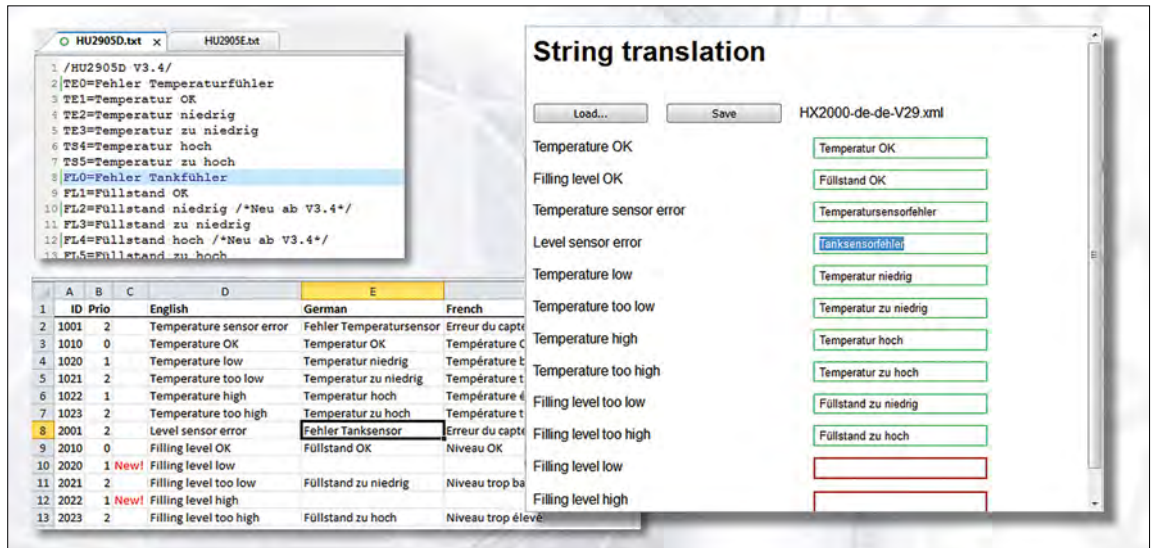 HU2905D.txt x HU2905E.txt
1 /HU2905D V3.4/
2 TE0=Fehler Temperaturfühler
3 TE1=Temperatur OK
4 TE2=Temperatur niedrig
5 TE3=Temperatur zu niedrig
6 TS4=Temperatur hoch
7 TS5=Temperatur zu hoch
8 FL0=Fehler Tankfühler
9 FL1=Füllstand OK
10 FL2=Füllstand niedrig /*Neu ab V3.4*/
11 FL3=Füllstand zu niedrig
12 FL4=Füllstand hoch /*Neu ab V3.4*/
13 FL5=Füllstand zu hoch
A B C D E
1 ID Prio English German French
2 1001 2 Temperature sensor error Fehler Temperatursensor Erreur du capte
3 1010 0 Temperature OK Temperatur OK Température O
4 1020 1 Temperature low Temperatur niedrig Température b
5 1021 2 Temperature too low Temperatur zu niedrig Température t
6 1022 1 Temperature high Temperatur hoch Température é
7 1023 2 Temperature too high Temperatur zu hoch Température t
8 2001 2 Level sensor error Fehler Tanksensor Erreur du capte
9 2010 0 Filling level OK Füllstand OK Niveau OK
10 2020 1 New! Filling level low
11 2021 2 Filling level too low Füllstand zu niedrig Niveau trop ba
12 2022 1 New! Filling level high
13 2023 2 Filling level too high Füllstand zu hoch Niveau trop élevé
String translation
Load... Save HX2000-de-de-V29.xml
Temperature OK Temperatur OK
Filling level OK Füllstand OK
Temperature sensor error Temperatursensorfehler
Level sensor error Tanksensorfehler
Temperature low Temperatur niedrig
Temperature too low Temperatur zu niedrig
Temperature high Temperatur hoch
Temperature too high Temperatur zu hoch
Filling level too low Füllstand zu niedrig
Filling level too high Füllstand zu hoch
Filling level low
Filling level high